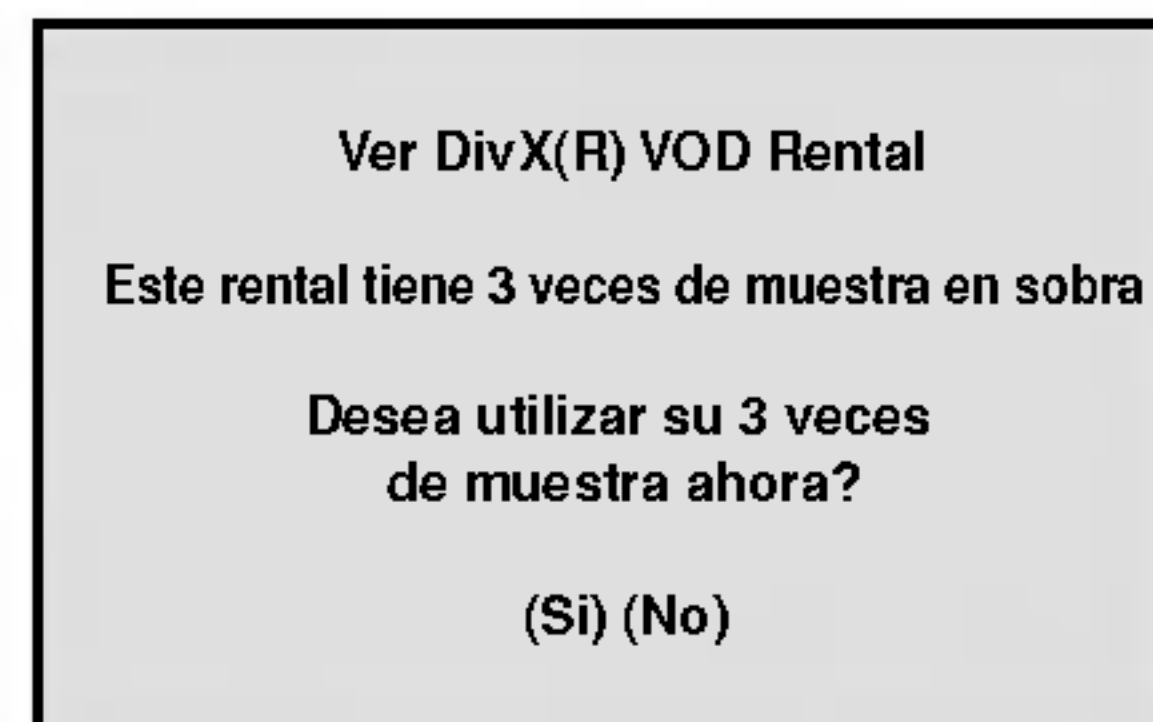 Ver DivX(R) VOD Rental
Este rental tiene 3 veces de muestra en sobra
Desea utilizar su 3 veces
de muestra ahora?
(Si) (No)